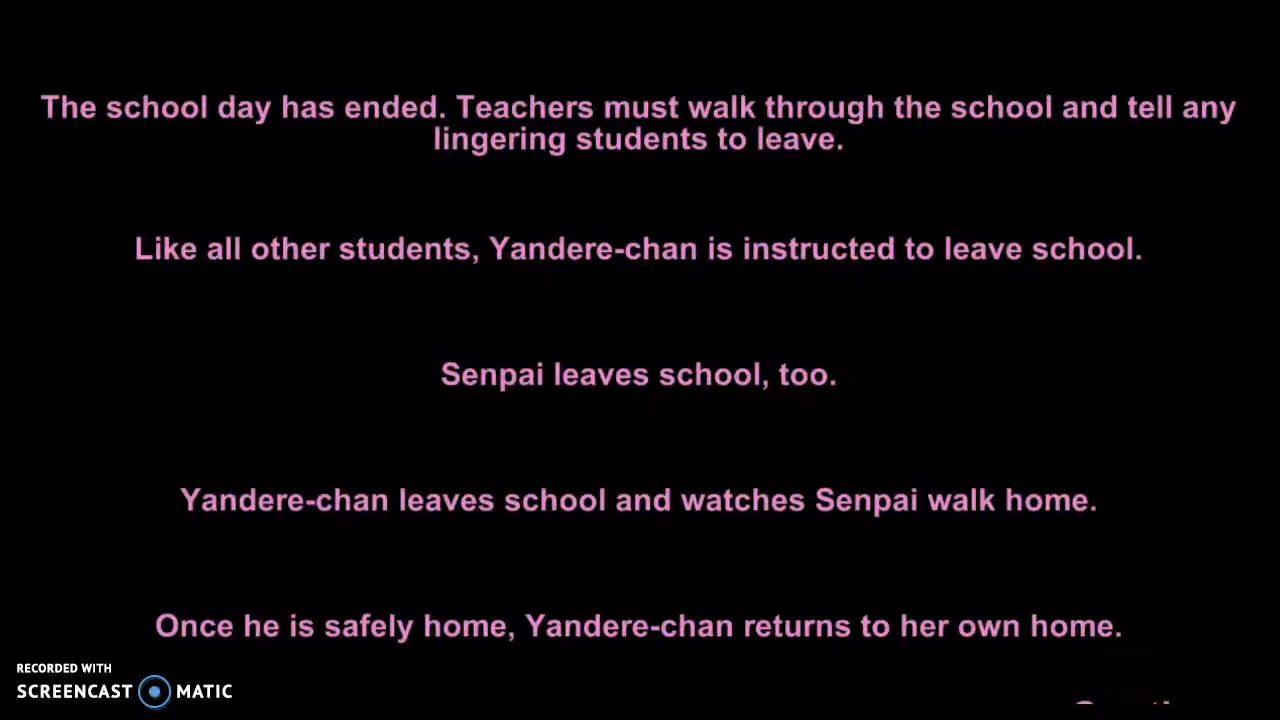 The school day has ended. Teachers must walk through the school and tell any
lingering students to leave.
Like all other students, Yandere-chan is instructed to leave school.
Senpai leaves school, too.
Yandere-chan leaves school and watches Senpai walk home.
Once he is safely home, Yandere-chan returns to her own home.
RECORDED WITH
SCREENCAST MATIC